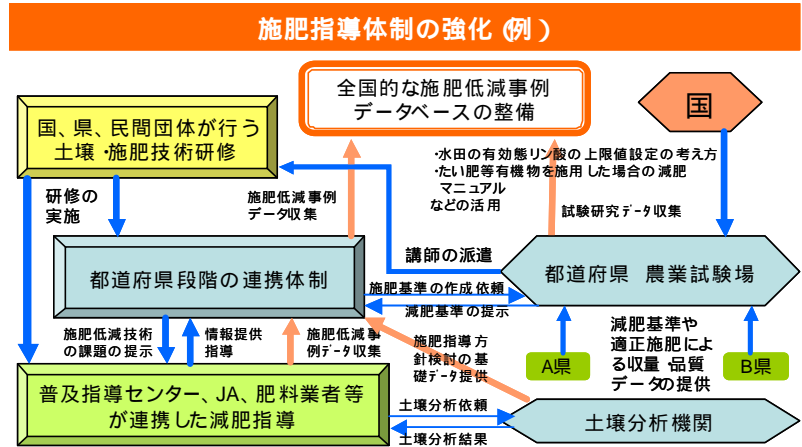 施肥指導体制の強化(例)
全国的な施肥低減事例
データベースの整備
国
国、県、民間団体が行う
土壌・施肥技術研修
・水田の有効態リン酸の上限値設定の考え方
・たい肥等有機物を施用した場合の減肥
マニュアル
などの活用
研修の
実施
施肥低減事例
データ収集
試験研究データ収集
講師の派遣
都道府県段階の連携体制
都道府県 農業試験場
施肥基準の作成依頼
減肥基準の提示
施肥低減技術
の課題の提示
情報提供
指導
施肥低減事
例データ収集
施肥指導方
針検討の基
礎データ提供
減肥基準や
適正施肥によ
る収量・品質
データの提供
A県
B県
普及指導センター、JA、肥料業者等
が連携した減肥指導
土壌分析依頼
土壌分析結果
土壌分析機関